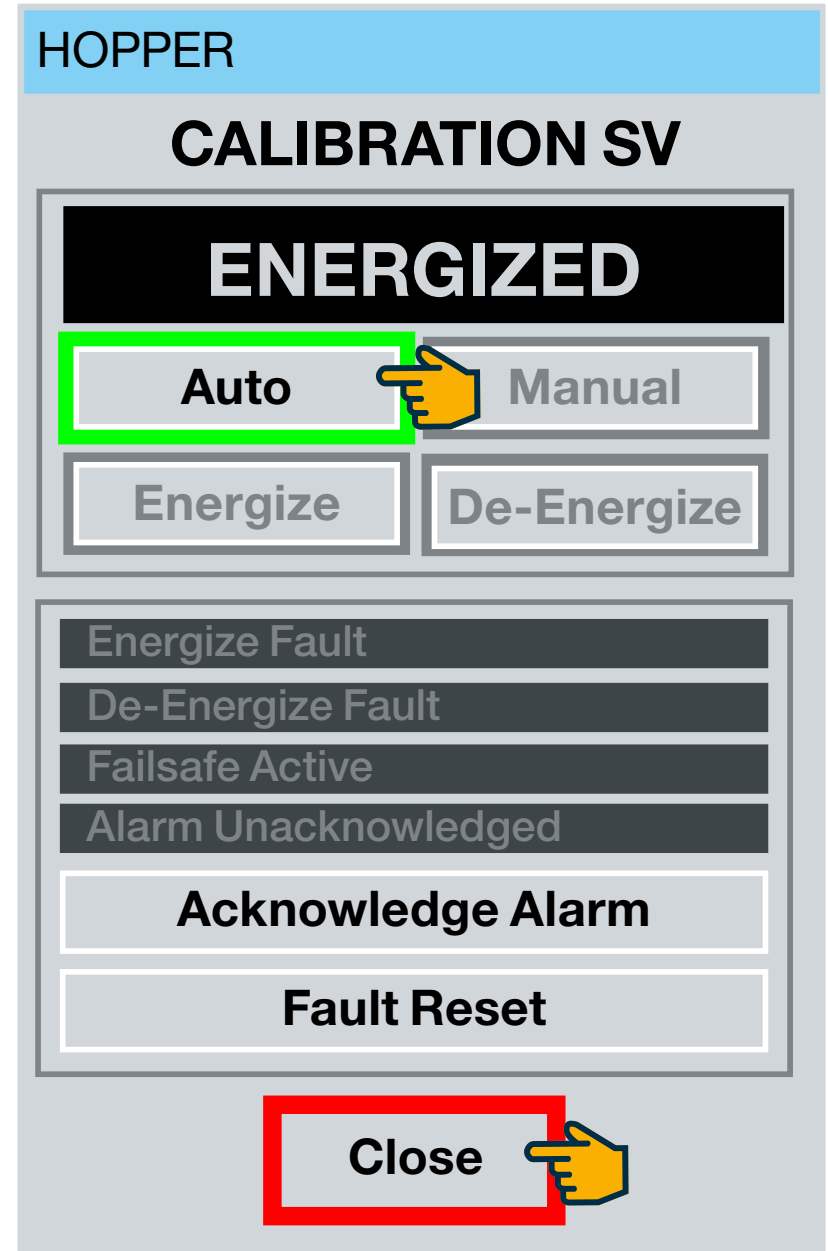 HOPPER
CALIBRATION SV
ENERGIZED
Auto
Manual
Energize
De-Energize
Energize Fault
De-Energize Fault
Failsafe Active
Alarm Unacknowledged
Acknowledge Alarm
Fault Reset
Close